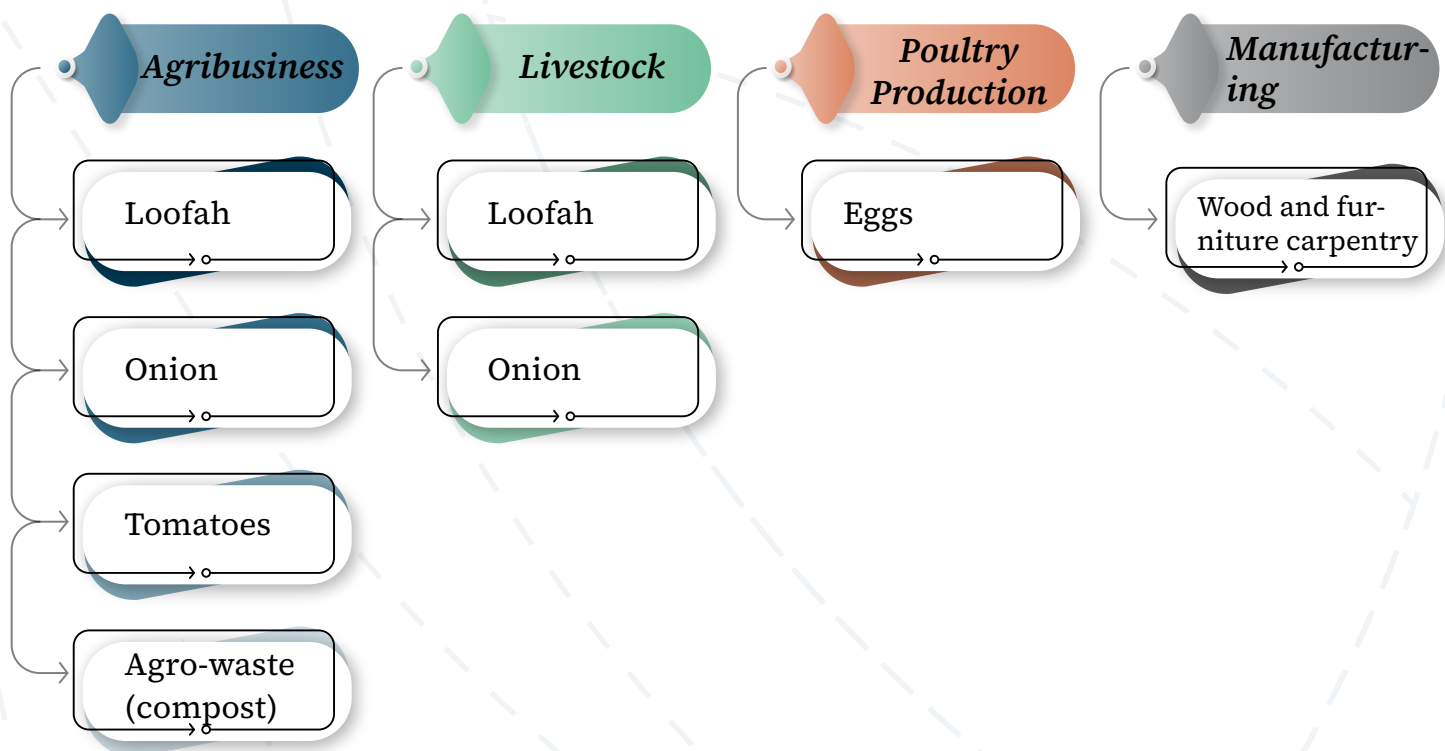 Agribusiness
Loofah
Onion
Tomatoes
Agro-waste
(compost)
Livestock
Loofah
Onion
Poultry
Production
Eggs
Manufactur-
ing
Wood and fur-
niture carpentry